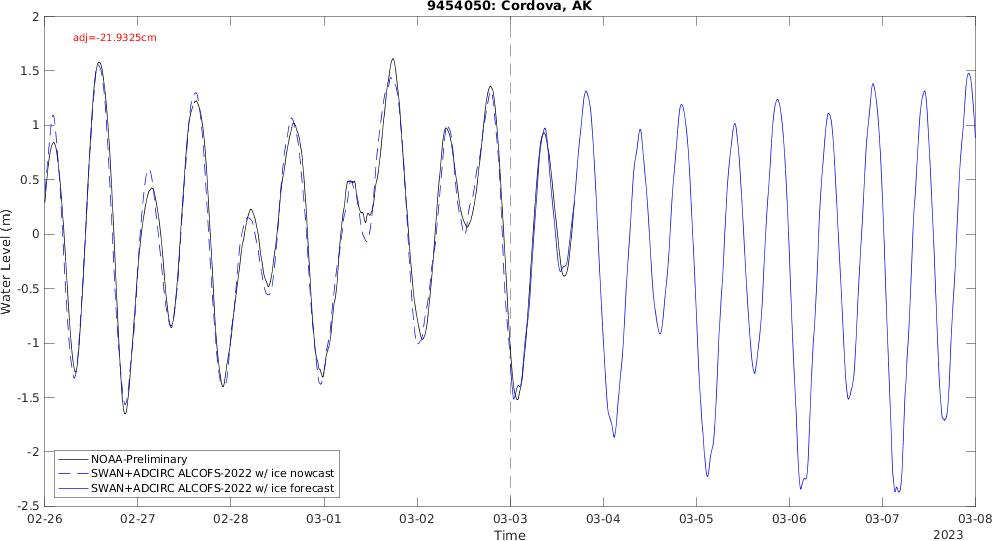 9454050: Cordova, AK
adj=-21.9325cm
2
1.5
1
0.5
0
-0.5
-1
-1.5
-2
-2.5
Water Level (m)
NOAA-Preliminary
SWAN+ADCIRC ALCOFS-2022 w/ ice nowcast
SWAN+ADCIRC ALCOFS-2022 w/ ice forecast
02-26 02-27 02-28 03-01 03-02 03-03 03-04 03-05 03-06 03-07 03-08
Time
2023